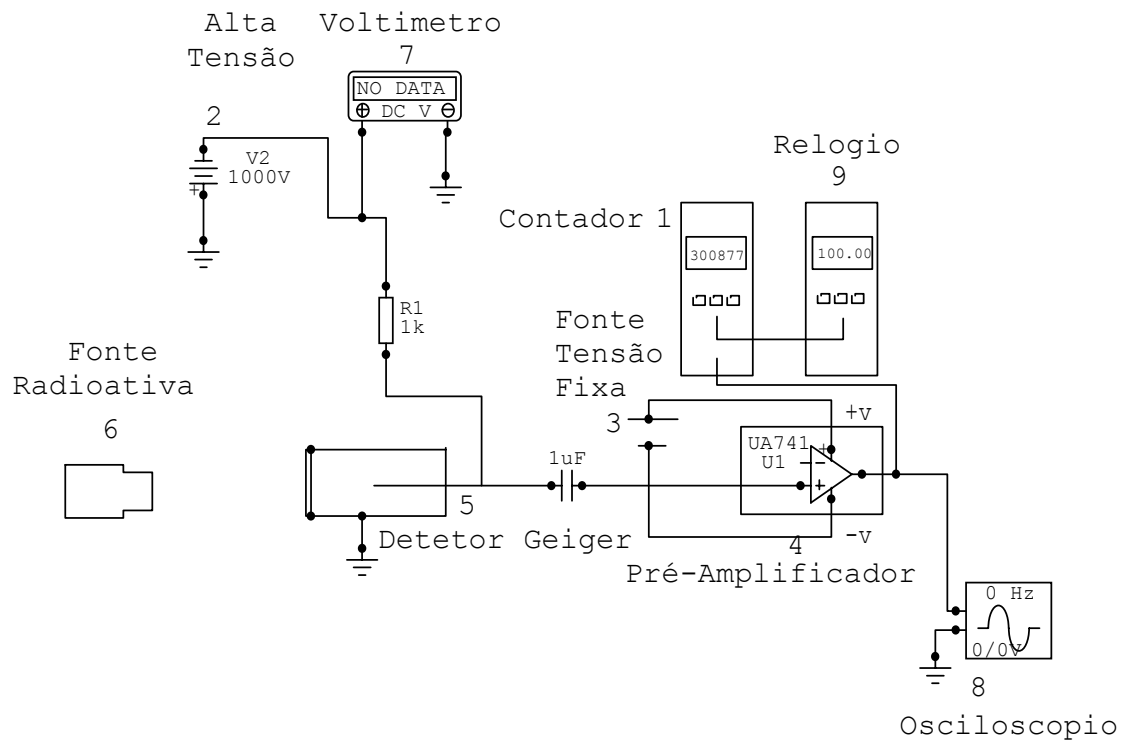 Alta
Tensão
2
V2
1000V
+
Voltimetro
7
NO DATA
DC V
Relogio
9
Contador 1
300877
100.00
R1
1k
Fonte
Tensão
Fixa
3
Fonte
Radioativa
6
+v
UA741
U1
1uF
5
Detetor Geiger
-v
4
Pré-Amplificador
0 Hz
0/0V
8
Osciloscopio